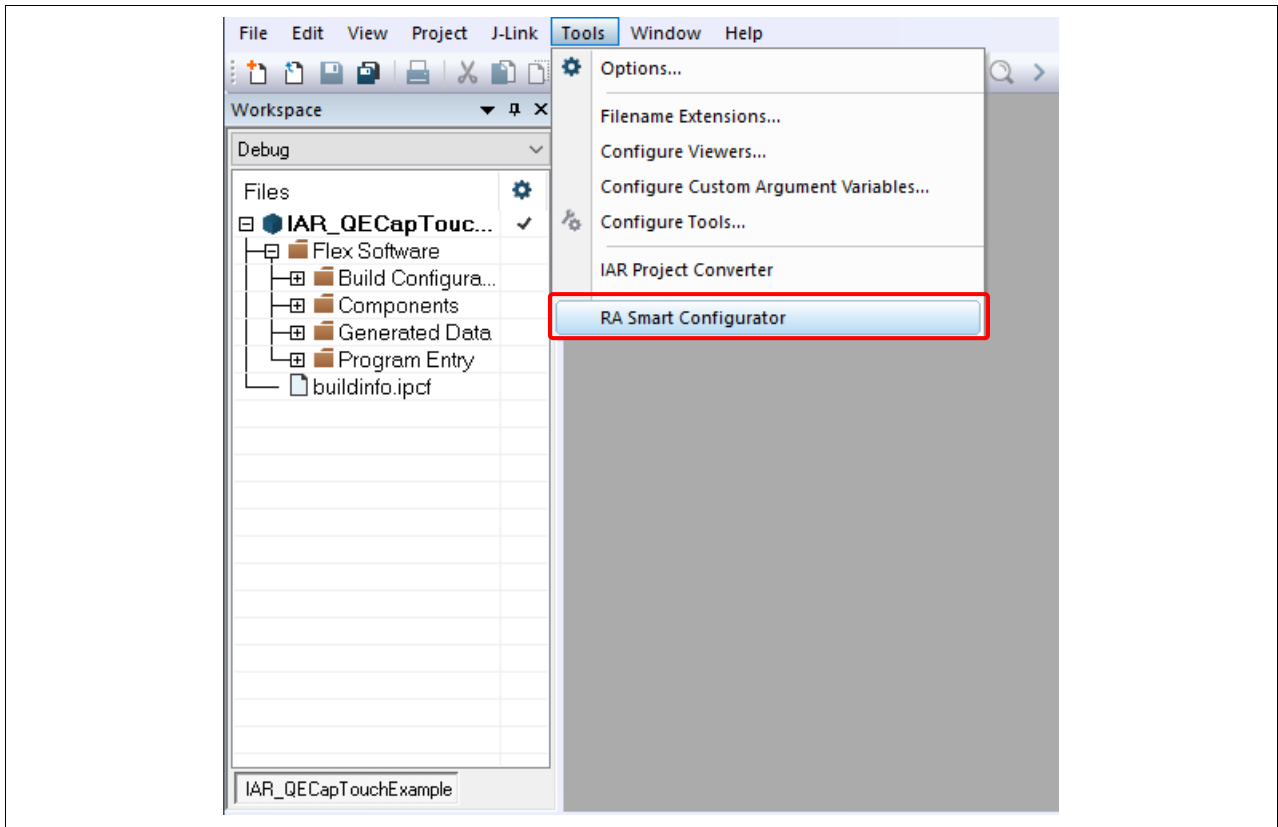 File Edit View Project J-Link Tools Window Help
Options...
Workspace
Filename Extensions...
Debug
Configure Viewers...
Files
Configure Custom Argument Variables...
IAR_QECapTouc...
Configure Tools...
Flex Software
IAR Project Converter
Build Configura...
Components
RA Smart Configurator
Generated Data
Program Entry
buildinfo.ipcf
IAR_QECapTouchExample